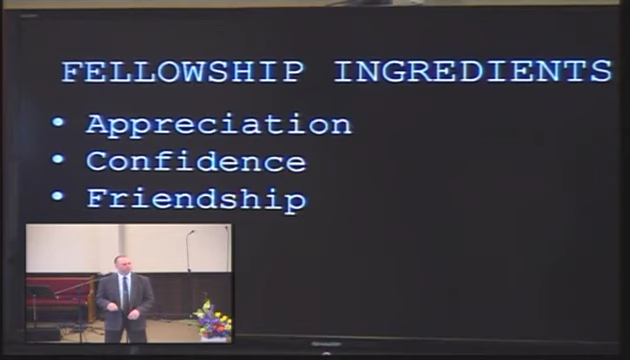 FELLOWSHIP INGREDIENTS
• Appreciation
• Confidence
• Friendship